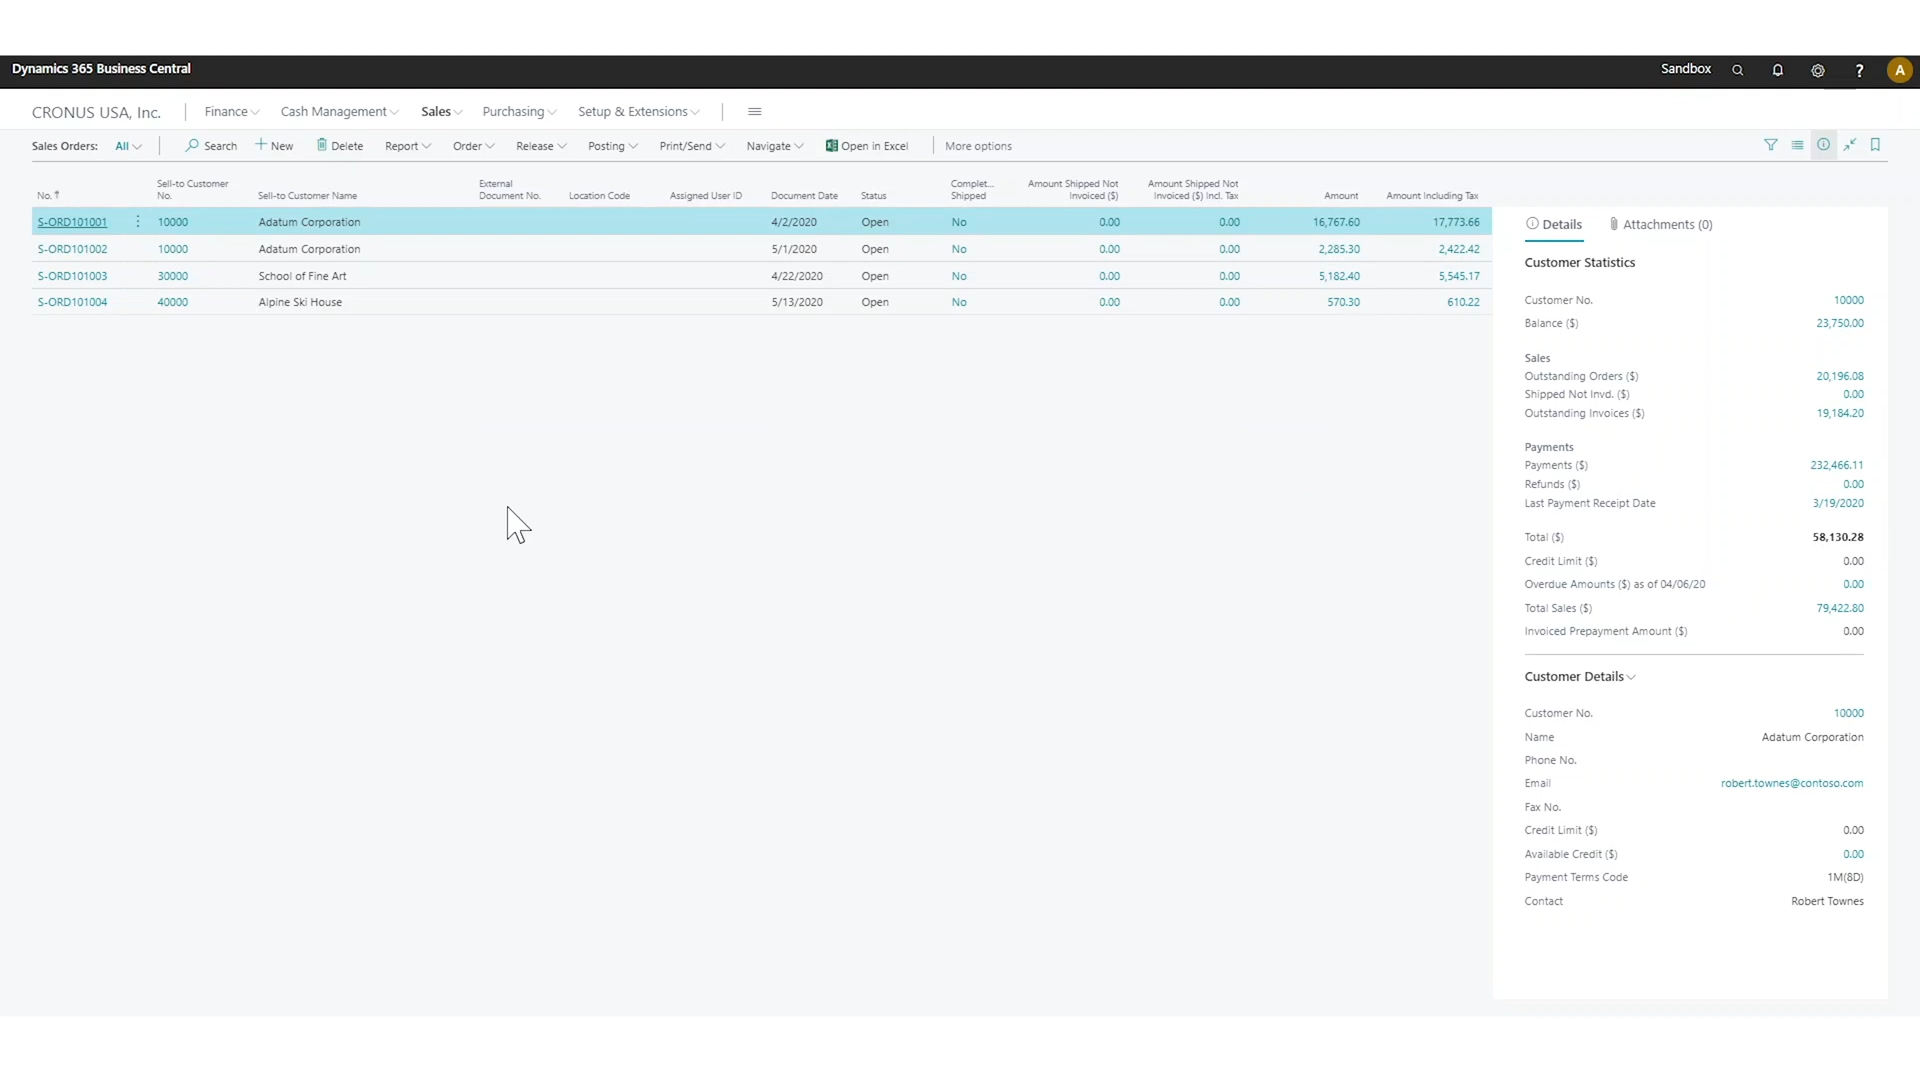 Dynamics 365 Business Central
Sandbox
?
A
CRONUS USA, Inc.
Finance
Cash Management
Sales
Purchasing
Setup & Extensions
Sales Orders:
All
Search
New
Delete
Report
Order
Release
Posting
Print/Send
Navigate
Open in Excel
More options
No. ↑
Sell-to Customer
No.
Sell-to Customer Name
External
Document No.
Location Code
Assigned User ID
Document Date
Status
Complet...
Shipped
Amount Shipped Not
Invoiced ($)
Amount Shipped Not
Invoiced ($) Incl. Tax
Amount
Amount Including Tax
S-ORD101001 10000 Adatum Corporation 4/2/2020 Open No 0.00 0.00 16,767.60 17,773.66
S-ORD101002 10000 Adatum Corporation 5/1/2020 Open No 0.00 0.00 2,285.30 2,422.42
S-ORD101003 30000 School of Fine Art 4/22/2020 Open No 0.00 0.00 5,182.40 5,545.17
S-ORD101004 40000 Alpine Ski House 5/13/2020 Open No 0.00 0.00 570.30 610.22
Details
Attachments (0)
Customer Statistics
Customer No. 10000
Balance ($) 23,750.00
Sales
Outstanding Orders ($) 20,196.08
Shipped Not Invd. ($) 0.00
Outstanding Invoices ($) 19,184.20
Payments
Payments ($) 232,466.11
Refunds ($) 0.00
Last Payment Receipt Date 3/19/2020
Total ($) 58,130.28
Credit Limit ($) 0.00
Overdue Amounts ($) as of 04/06/20 0.00
Total Sales ($) 79,422.80
Invoiced Prepayment Amount ($) 0.00
Customer Details
Customer No. 10000
Name Adatum Corporation
Phone No.
Email robert.townes@contoso.com
Fax No.
Credit Limit ($) 0.00
Available Credit ($) 0.00
Payment Terms Code 1M(8D)
Contact Robert Townes